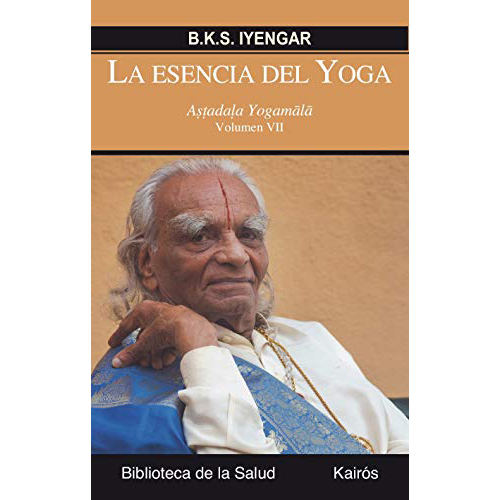 B.K.S. IYENGAR
LA ESENCIA DEL YOGA
Aṣṭadaḷa Yogamālā
Volumen VII
Biblioteca de la Salud Kairós